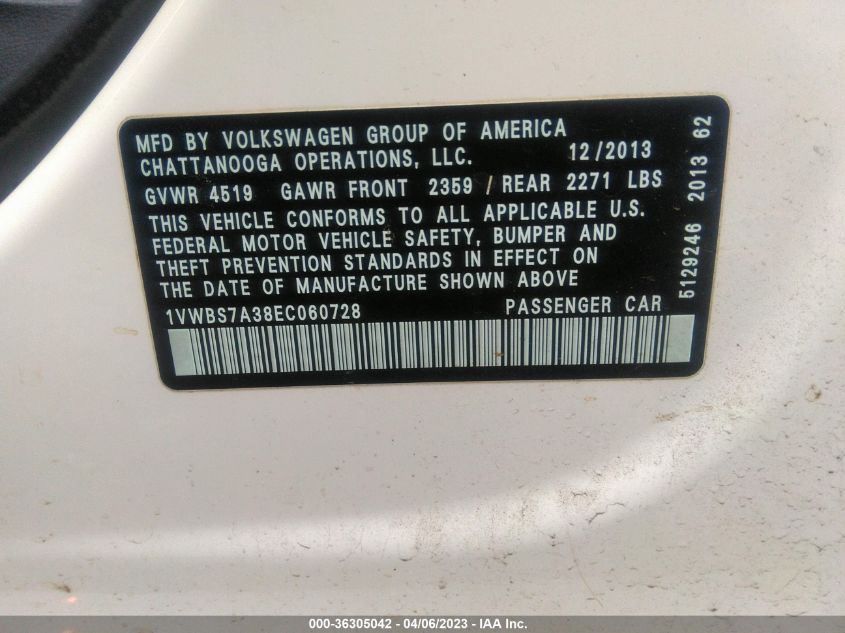 MFD BY VOLKSWAGEN GROUP OF AMERICA
CHATTANOOGA OPERATIONS, LLC. 12/2013
GVWR 4519 GAWR FRONT 2359 / REAR 2271 LBS
THIS VEHICLE CONFORMS TO ALL APPLICABLE U.S.
FEDERAL MOTOR VEHICLE SAFETY, BUMPER AND
THEFT PREVENTION STANDARDS IN EFFECT ON
THE DATE OF MANUFACTURE SHOWN ABOVE
1VWBS7A38EC060728 PASSENGER CAR
5129246 2013 62
000-36305042 - 04/06/2023 - IAA Inc.